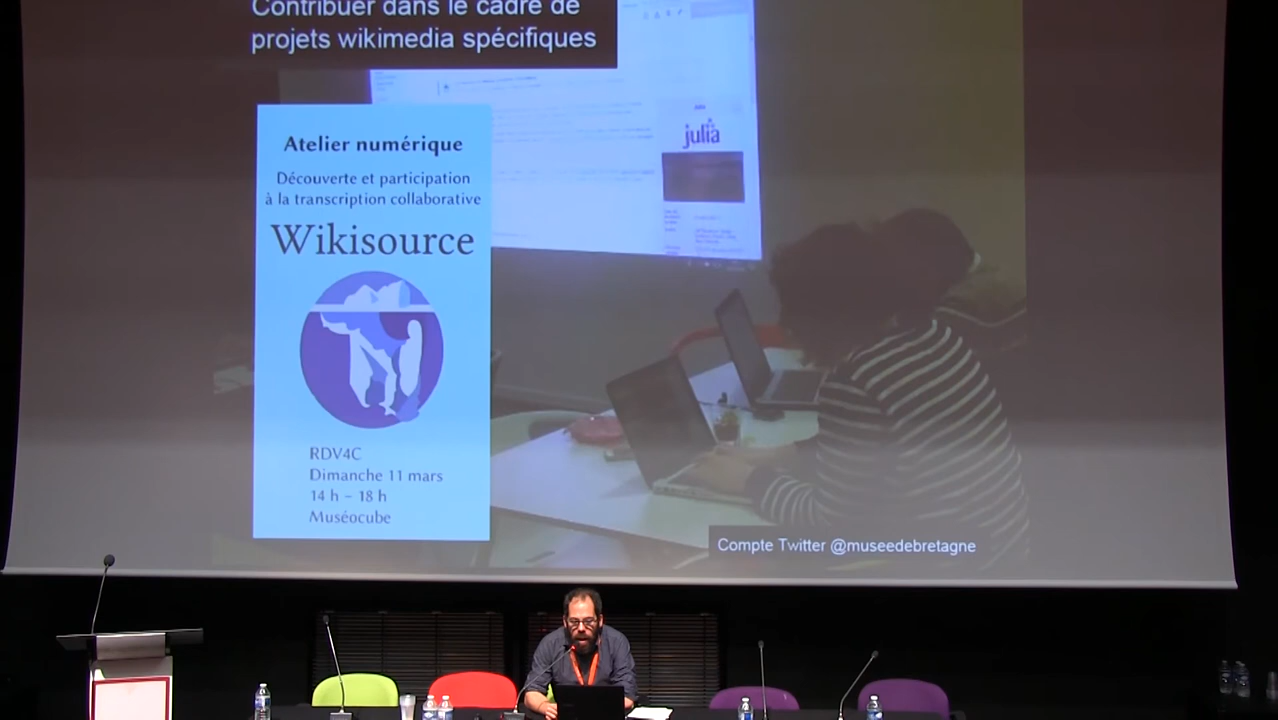 Contribuer dans le cadre de
projets wikimedia spécifiques
julia
Atelier numérique
Découverte et participation
à la transcription collaborative
Wikisource
RDV4C
Dimanche 11 mars
14 h – 18 h
Muséocube
Compte Twitter @museedebretagne